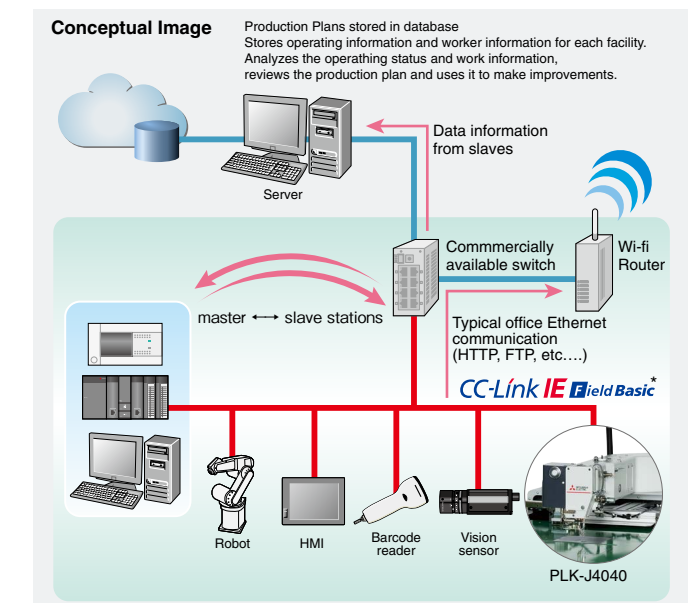 Conceptual Image
Production Plans stored in database
Stores operating information and worker information for each facility.
Analyzes the operathing status and work information,
reviews the production plan and uses it to make improvements.
Data information
from slaves
Server
Commmercially
available switch
Wi-fi
Router
master ⟷ slave stations
Typical office Ethernet
communication
(HTTP, FTP, etc....)
CC-Link IE Field Basic*
Robot
HMI
Barcode
reader
Vision
sensor
PLK-J4040